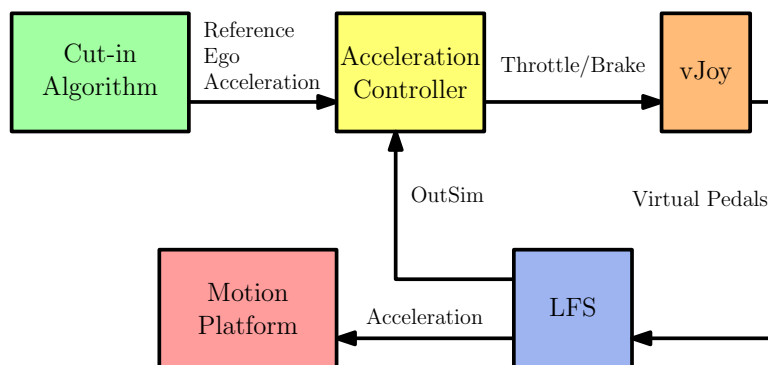 Cut-in
Algorithm
Reference
Ego
Acceleration
Acceleration
Controller
Throttle/Brake
vJoy
OutSim
Virtual Pedals
Motion
Platform
Acceleration
LFS